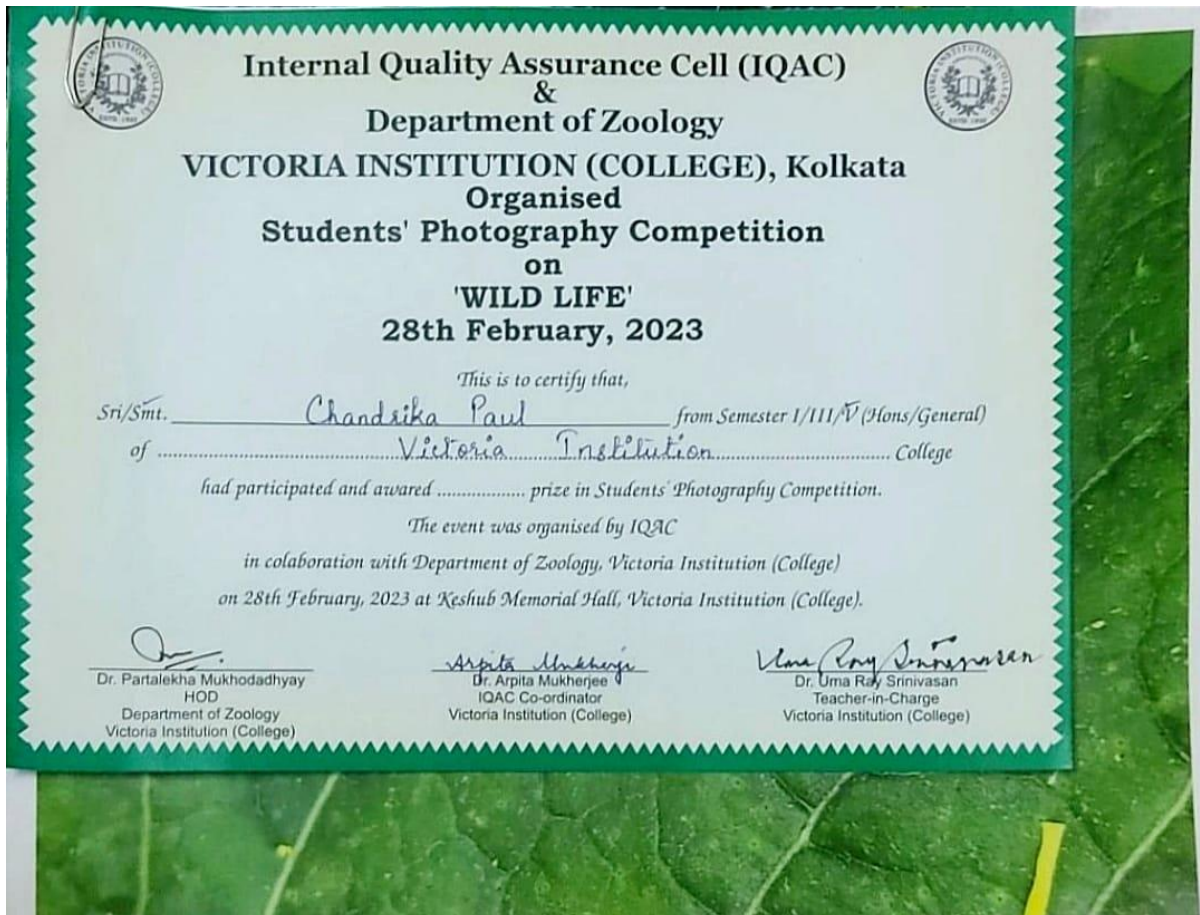 Internal Quality Assurance Cell (IQAC)
&
Department of Zoology
VICTORIA INSTITUTION (COLLEGE), Kolkata
Organised
Students' Photography Competition
on
'WILD LIFE'
28th February, 2023
This is to certify that,
Sri/Smt. Chandrika Paul from Semester I/III/V (Hons/General)
of ........ Victoria ........ Institution ........ College
had participated and awared .................. prize in Students' Photography Competition.
The event was organised by IQAC
in colaboration with Department of Zoology, Victoria Institution (College)
on 28th February, 2023 at Keshub Memorial Hall, Victoria Institution (College).
Arpita Mukherji
Uma Ray Srinivasan
Dr. Partalekha Mukhodadhyay
HOD
Department of Zoology
Victoria Institution (College)
Dr. Arpita Mukherjee
IQAC Co-ordinator
Victoria Institution (College)
Dr. Uma Ray Srinivasan
Teacher-in-Charge
Victoria Institution (College)